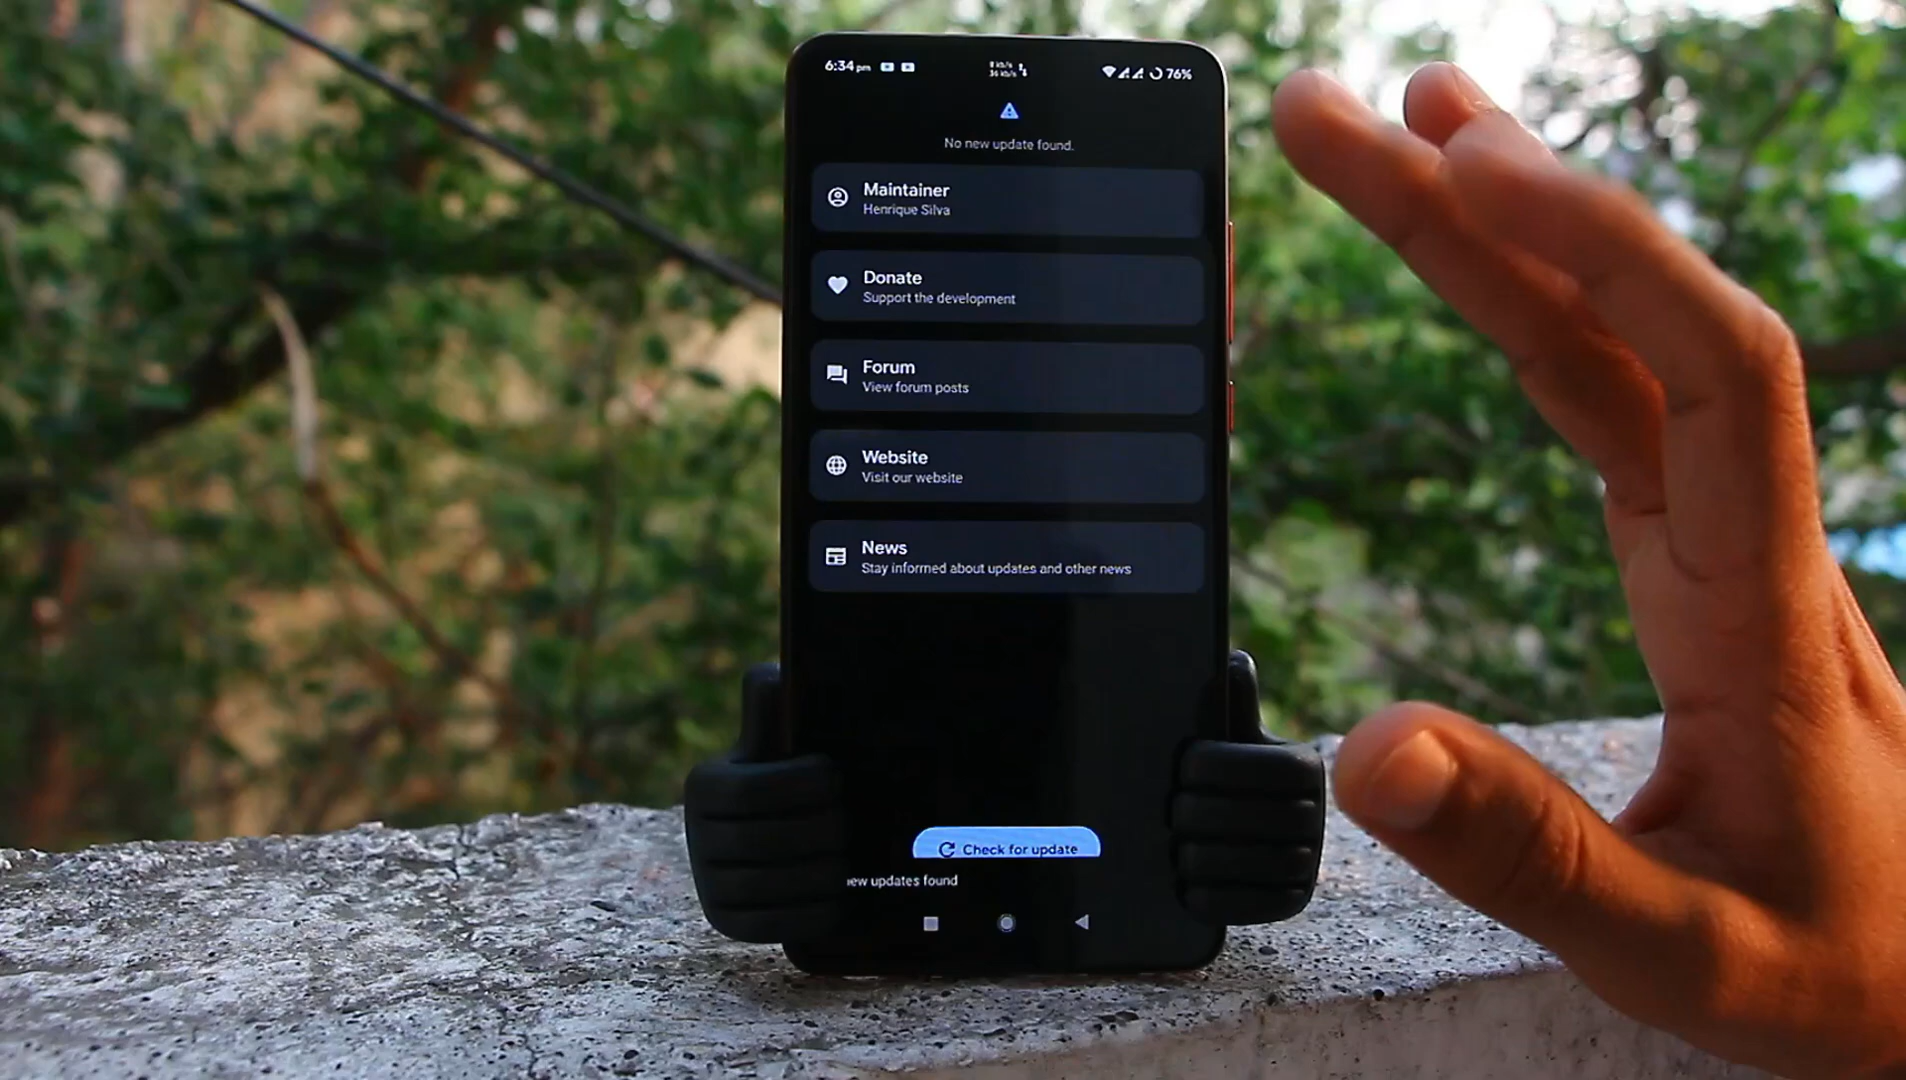 6:34 pm
76%
No new update found.
Maintainer
Henrique Silva
Donate
Support the development
Forum
View forum posts
Website
Visit our website
News
Stay informed about updates and other news
Check for update
updates found